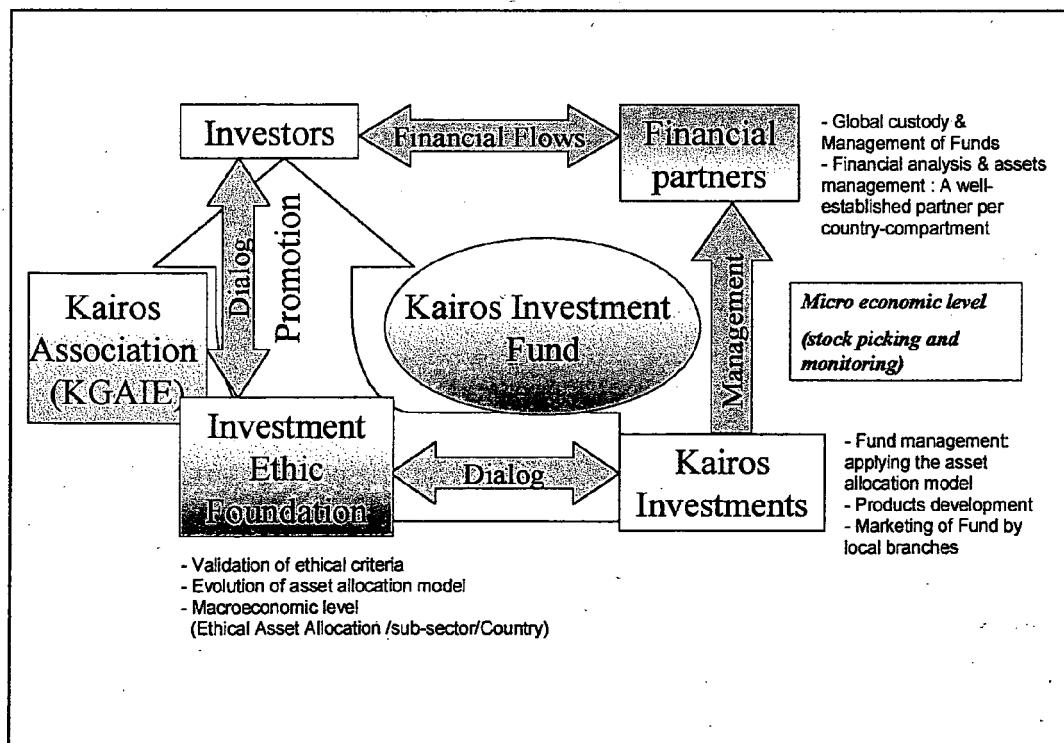 Investors
Financial Flows
Financial
partners
- Global custody &
Management of Funds
- Financial analysis & assets
management : A well-
established partner per
country-compartment
Dialog
Promotion
Kairos
Association
(KGAIE)
Kairos Investment
Fund
Management
Micro economic level
(stock picking and
monitoring)
Investment
Ethic
Foundation
Dialog
Kairos
Investments
- Fund management:
applying the asset
allocation model
- Products development
- Marketing of Fund by
local branches
- Validation of ethical criteria
- Evolution of asset allocation model
- Macroeconomic level
(Ethical Asset Allocation /sub-sector/Country)